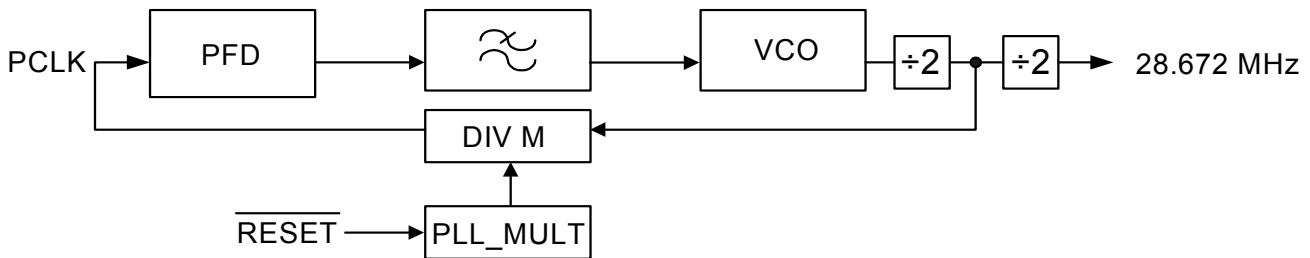 PCLK
PFD
VCO
÷2
÷2
28.672 MHz
DIV M
RESET
PLL_MULT